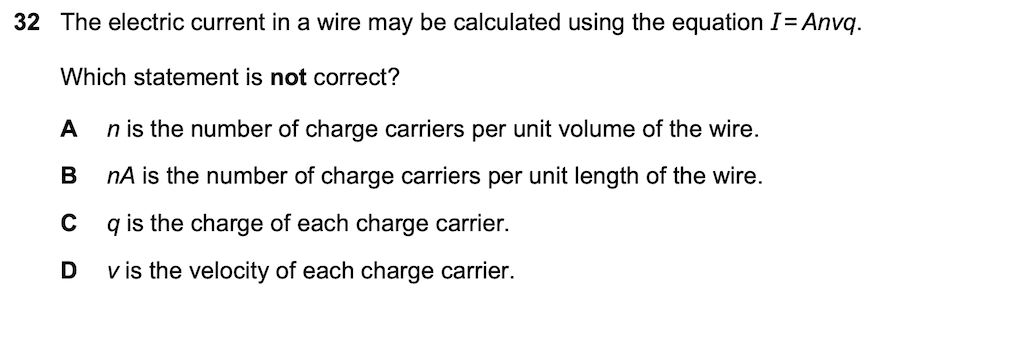 32 The electric current in a wire may be calculated using the equation I = Anvq.
Which statement is not correct?
A n is the number of charge carriers per unit volume of the wire.
B nA is the number of charge carriers per unit length of the wire.
C q is the charge of each charge carrier.
D v is the velocity of each charge carrier.